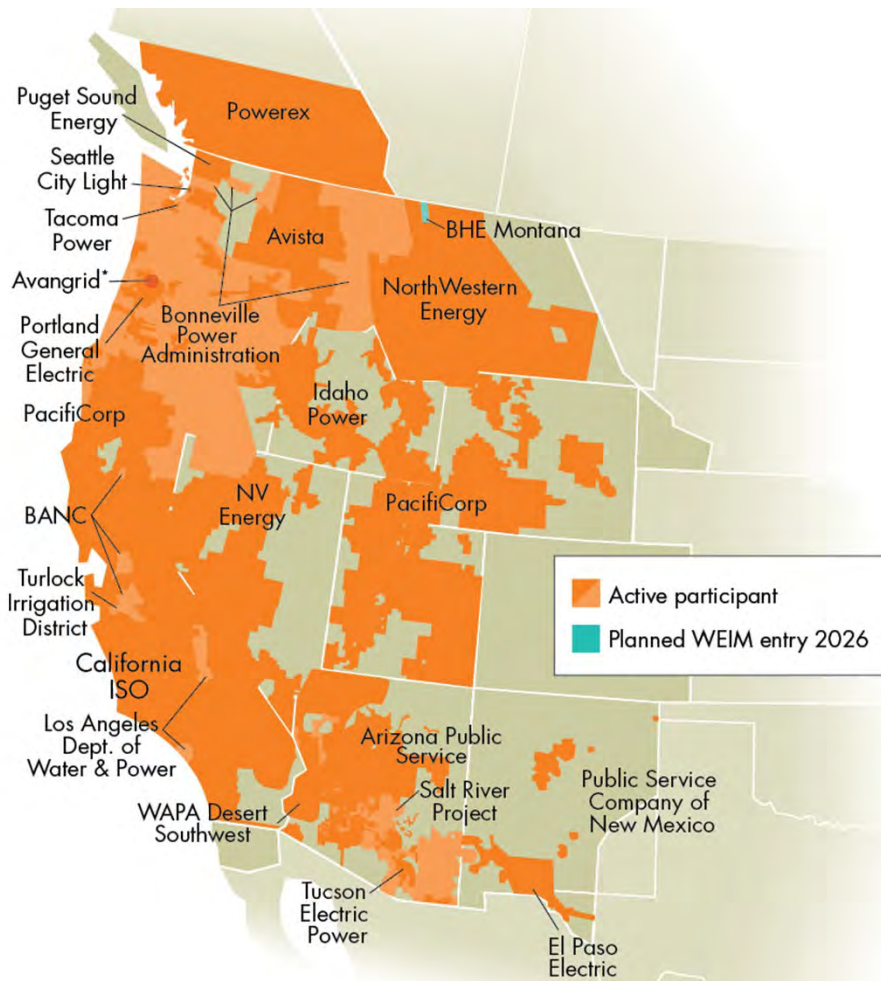 Powerex
Puget Sound
Energy
Seattle
City Light
Tacoma
Power
Avista
BHE Montana
Avangrid*
NorthWestern
Energy
Bonneville
Power
Administration
Portland
General
Electric
PacifiCorp
Idaho
Power
NV
Energy
PacifiCorp
BANC
Turlock
Irrigation
District
Active participant
Planned WEIM entry 2026
California
ISO
Los Angeles
Dept. of
Water & Power
Arizona Public
Service
Salt River
Project
Public Service
Company of
New Mexico
WAPA Desert
Southwest
Tucson
Electric
Power
El Paso
Electric